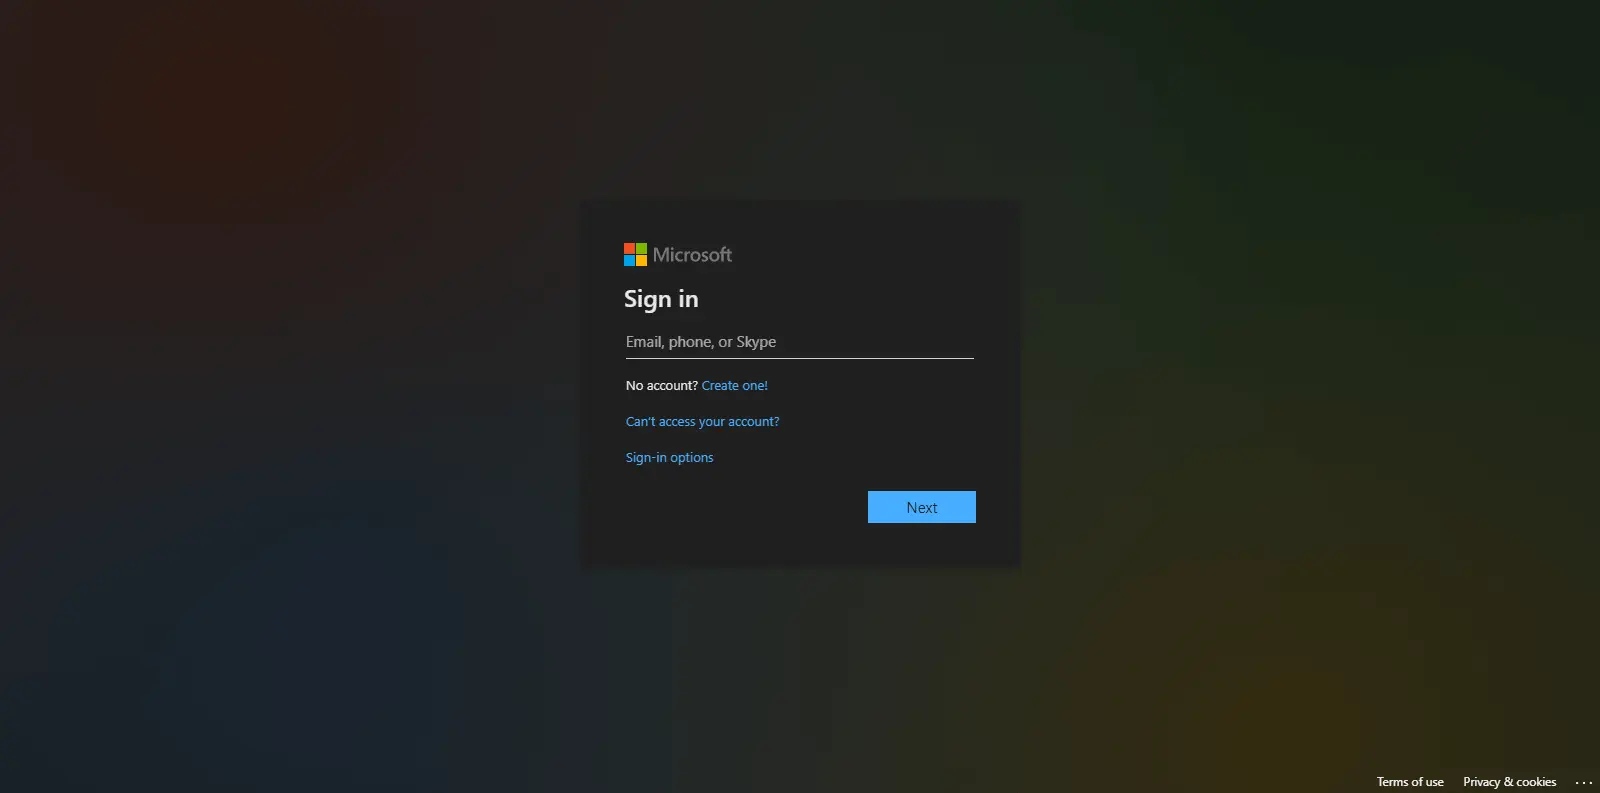 Microsoft
Sign in
Email, phone, or Skype
No account? Create one!
Can't access your account?
Sign-in options
Next
Terms of use Privacy & cookies ...